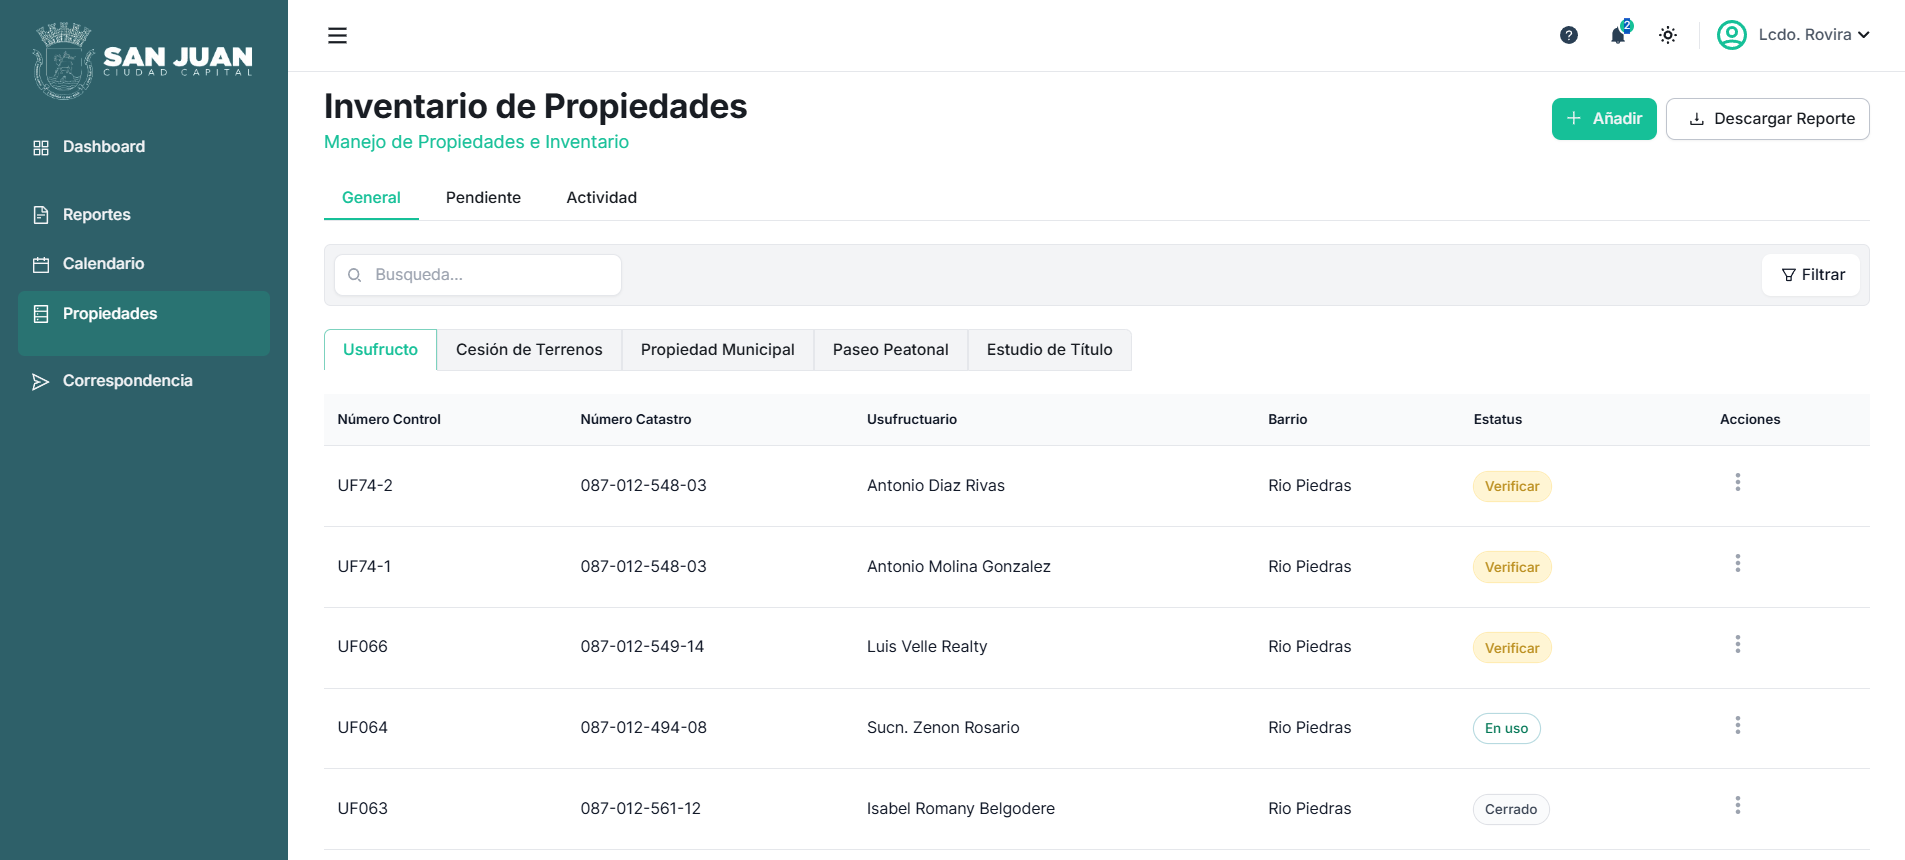 SAN JUAN
CIUDAD CAPITAL
Dashboard
Reportes
Calendario
Propiedades
Correspondencia
? 2 Lcdo. Rovira
Inventario de Propiedades
Manejo de Propiedades e Inventario
Añadir
Descargar Reporte
General Pendiente Actividad
Busqueda...
Filtrar
Usufructo Cesión de Terrenos Propiedad Municipal Paseo Peatonal Estudio de Título
Número Control Número Catastro Usufructuario Barrio Estatus Acciones
UF74-2 087-012-548-03 Antonio Diaz Rivas Rio Piedras Verificar
UF74-1 087-012-548-03 Antonio Molina Gonzalez Rio Piedras Verificar
UF066 087-012-549-14 Luis Velle Realty Rio Piedras Verificar
UF064 087-012-494-08 Sucn. Zenon Rosario Rio Piedras En uso
UF063 087-012-561-12 Isabel Romany Belgodere Rio Piedras Cerrado